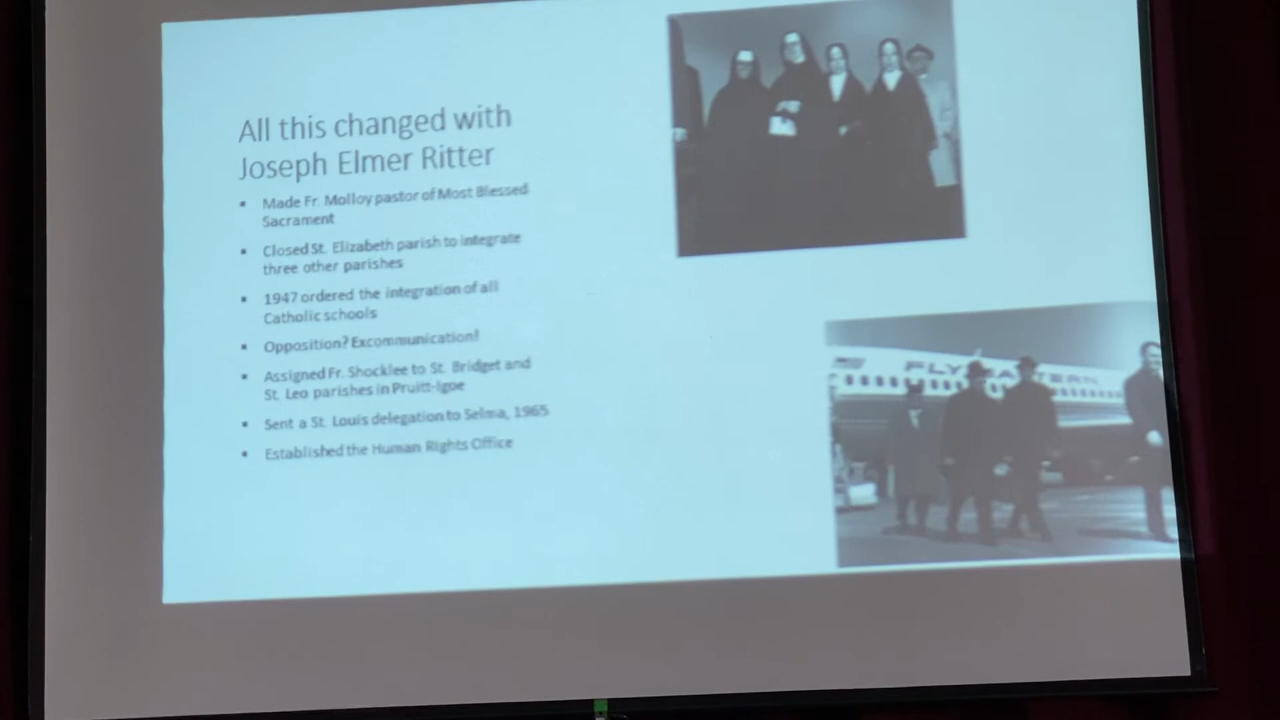 All this changed with
Joseph Elmer Ritter
▪ Made Fr. Molloy pastor of Most Blessed
Sacrament
▪ Closed St. Elizabeth parish to integrate
three other parishes
▪ 1947 ordered the integration of all
Catholic schools
▪ Opposition? Excommunication!
▪ Assigned Fr. Shocklee to St. Bridget and
St. Leo parishes in Pruitt-Igoe
▪ Sent a St. Louis delegation to Selma, 1965
▪ Established the Human Rights Office
FLY EASTERN